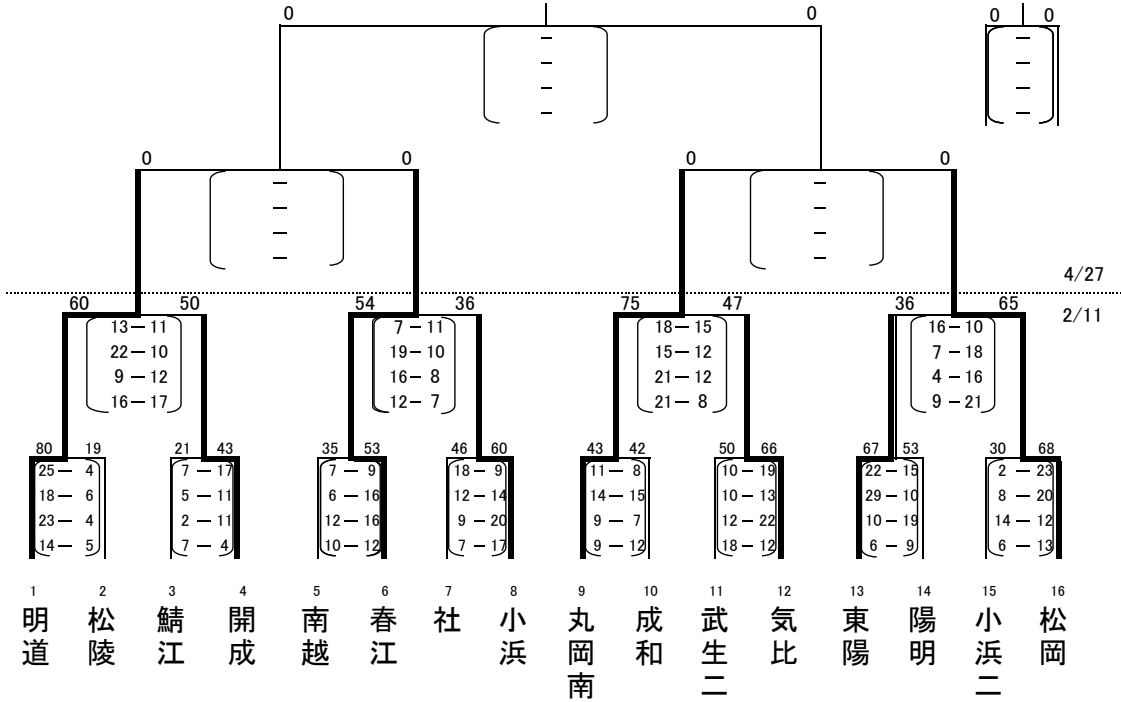 0 0 0 0
—
—
—
—
—
—
—
—
0 0 0 0
— —
— —
— —
— —
4/27
60 50 54 36 75 47 36 65
2/11
13—11 7—11 18—15 16—10
22—10 19—10 15—12 7—18
9—12 16—8 21—12 4—16
16—17 12—7 21—8 9—21
80 19 21 43 35 53 46 60 43 42 50 66 67 53 30 68
25—4 7—17 7—9 18—9 11—8 10—19 22—15 2—23
18—6 5—11 6—16 12—14 14—15 10—13 29—10 8—20
23—4 2—11 12—16 9—20 9—7 12—22 10—19 14—12
14—5 7—4 10—12 7—17 9—12 18—12 6—9 6—13
1 2 3 4 5 6 7 8 9 10 11 12 13 14 15 16
明道
松陵
鯖江
開成
南越
春江
社
小浜
丸岡南
成和
武生二
気比
東陽
陽明
小浜二
松岡